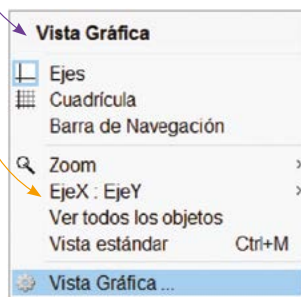 Vista Gráfica
Ejes
Cuadrícula
Barra de Navegación
Zoom
EjeX : EjeY
Ver todos los objetos
Vista estándar Ctrl+M
Vista Gráfica ...